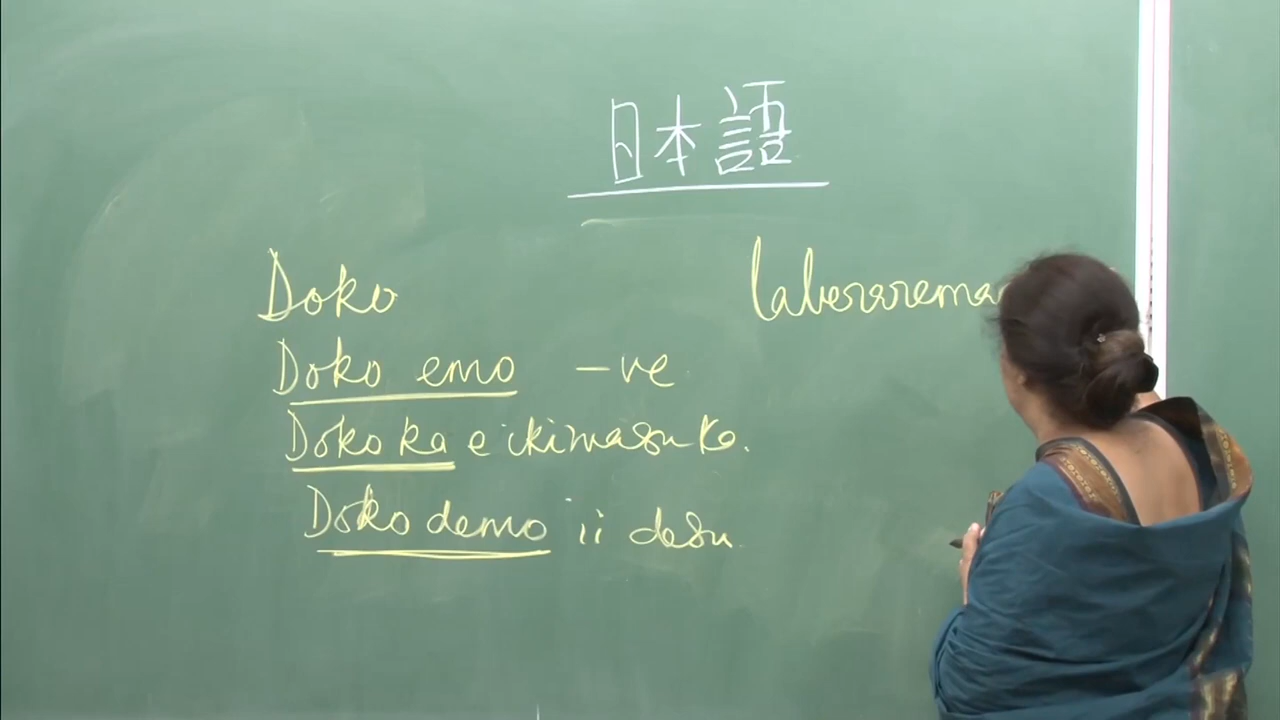 日本語
Doko
Doko emo -ve
Doko ka e ikimasu ka.
Doko demo ii desu.